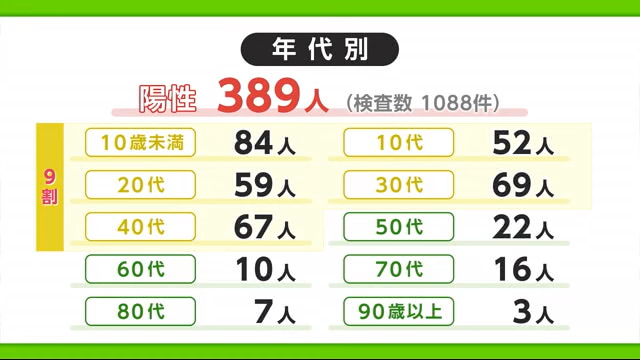 年代別
陽性 389人 (検査数 1088件)
9割
10歳未満 84人 10代 52人
20代 59人 30代 69人
40代 67人 50代 22人
60代 10人 70代 16人
80代 7人 90歳以上 3人